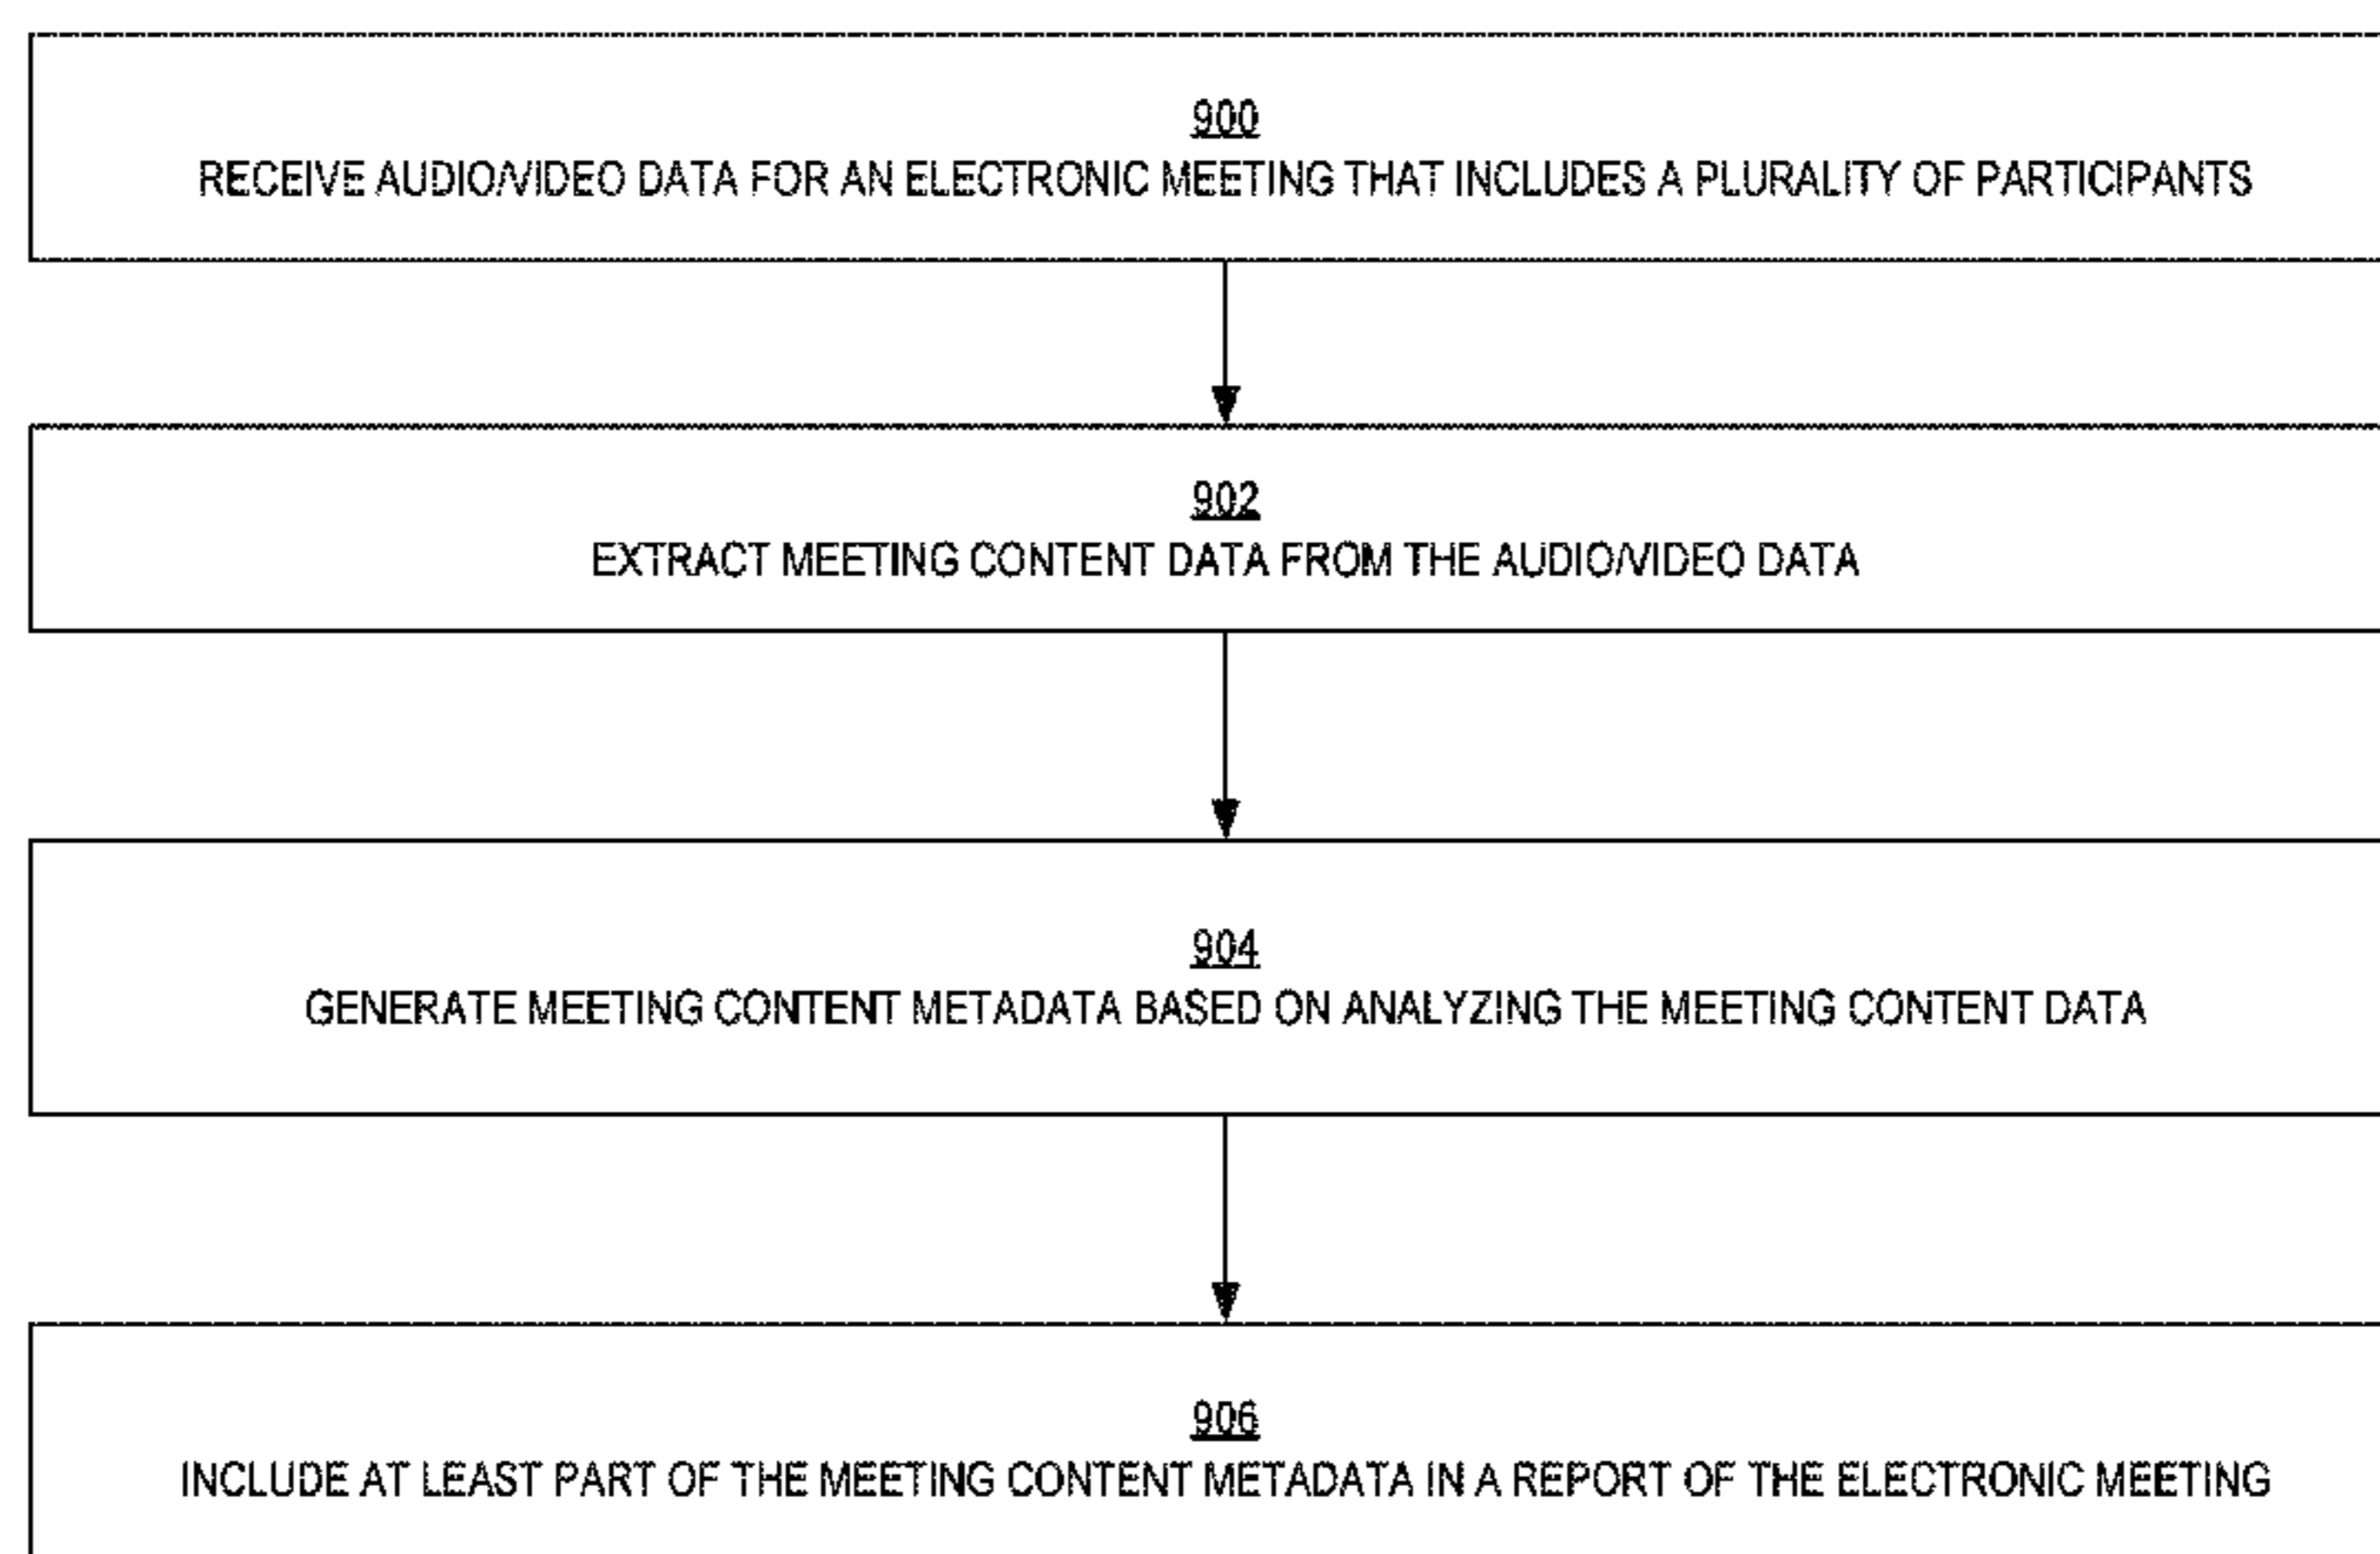 900
RECEIVE AUDIO/VIDEO DATA FOR AN ELECTRONIC MEETING THAT INCLUDES A PLURALITY OF PARTICIPANTS
902
EXTRACT MEETING CONTENT DATA FROM THE AUDIO/VIDEO DATA
904
GENERATE MEETING CONTENT METADATA BASED ON ANALYZING THE MEETING CONTENT DATA
906
INCLUDE AT LEAST PART OF THE MEETING CONTENT METADATA IN A REPORT OF THE ELECTRONIC MEETING